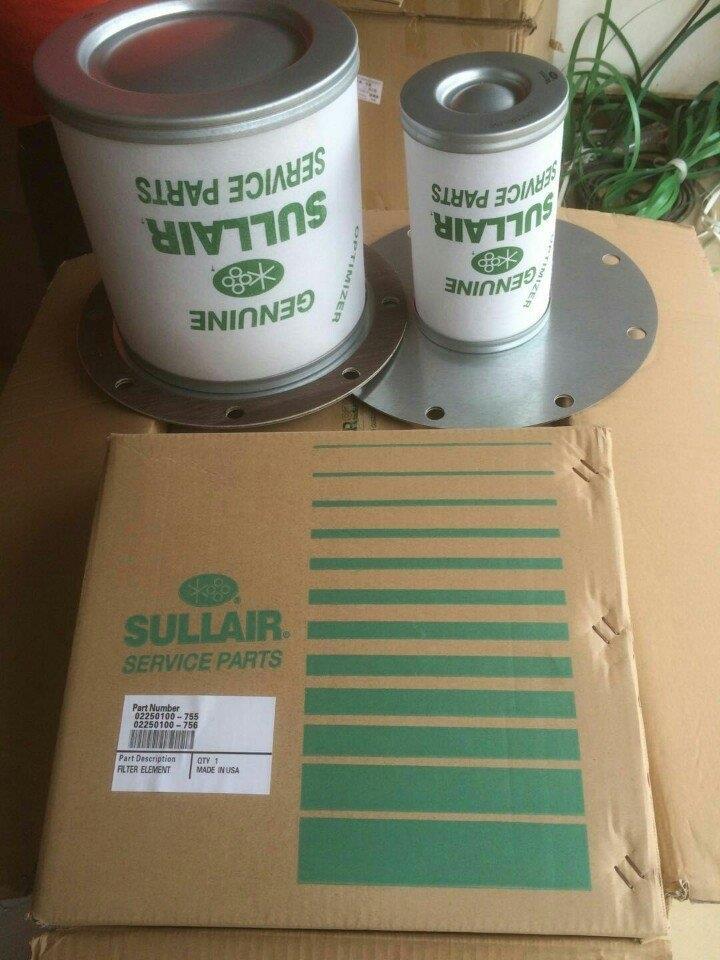 SERVICE PARTS
SULLAIR
GENUINE
OPTIMIZER
SERVICE PARTS
SULLAIR
GENUINE
OPTIMIZER
SULLAIR®
SERVICE PARTS
Part Number
02250100-755
02250100-756
Part Description
FILTER ELEMENT
QTY 1
MADE IN USA